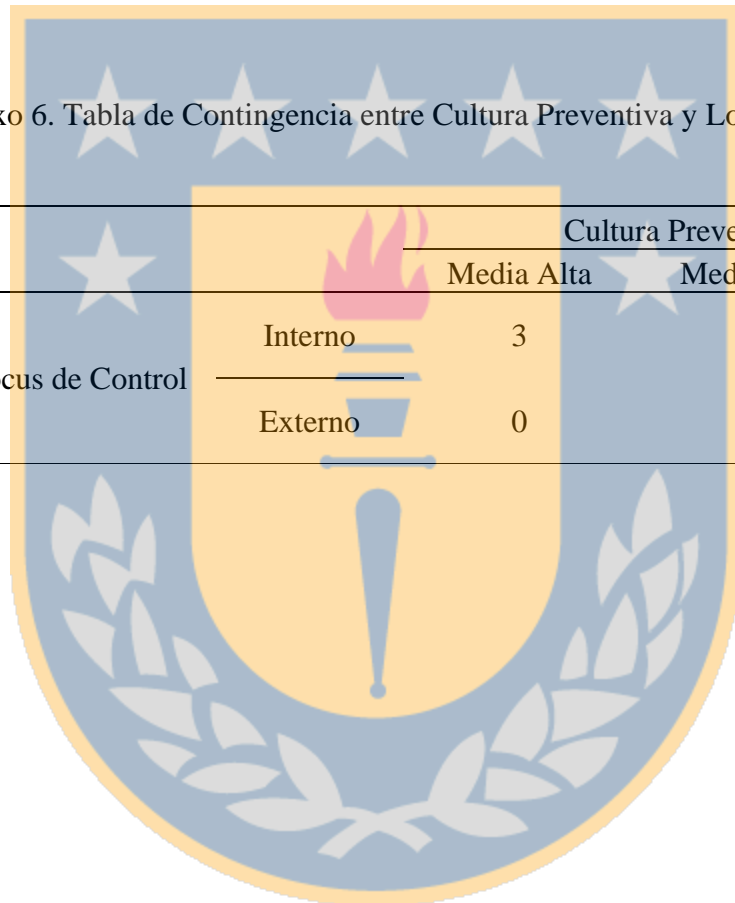 xo 6. Tabla de Contingencia entre Cultura Preventiva y Lo
Cultura Preve
Media Alta Med
Interno 3
ocus de Control
Externo 0